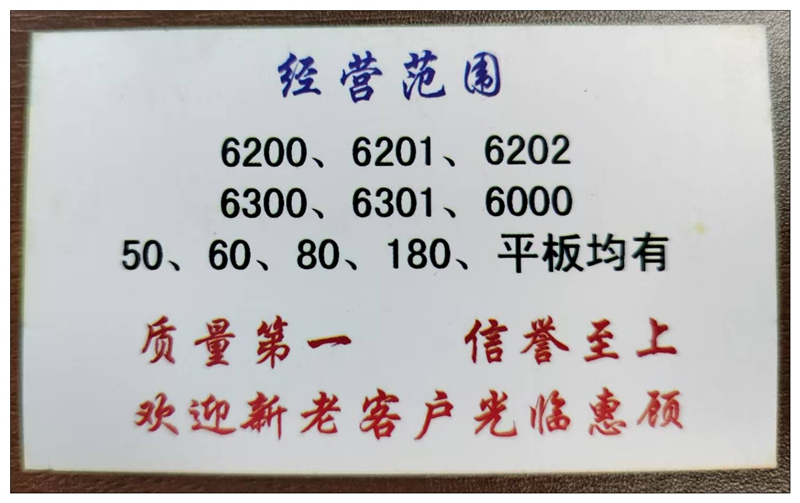 经营范围
6200、6201、6202
6300、6301、6000
50、60、80、180、平板均有
质量第一 信誉至上
欢迎新老客户光临惠顾